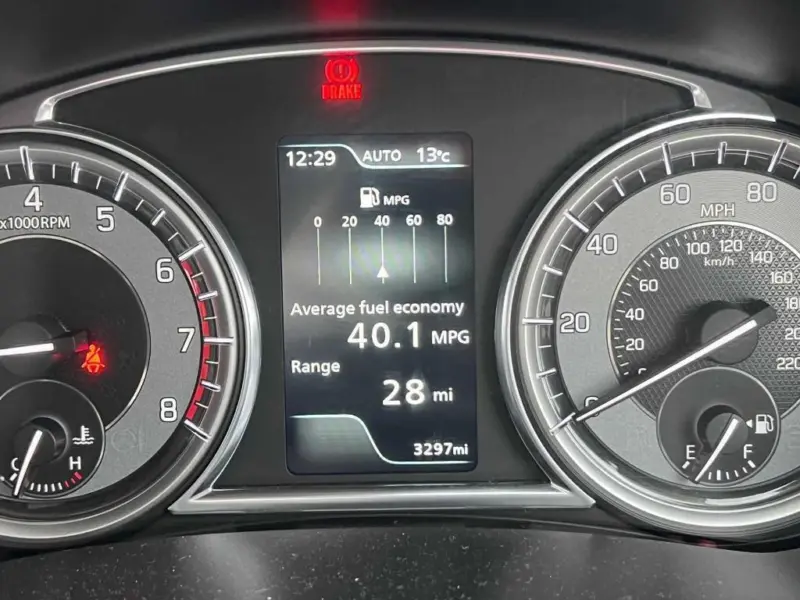 BRAKE
12:29 AUTO 13°C
MPG
0 20 40 60 80
Average fuel economy
40.1 MPG
Range
28 mi
3297mi
4 5 6 7 8
x1000RPM
H
20 40 60 80
MPH
20 40 60 80 100 120 140 160
km/h
220
E F